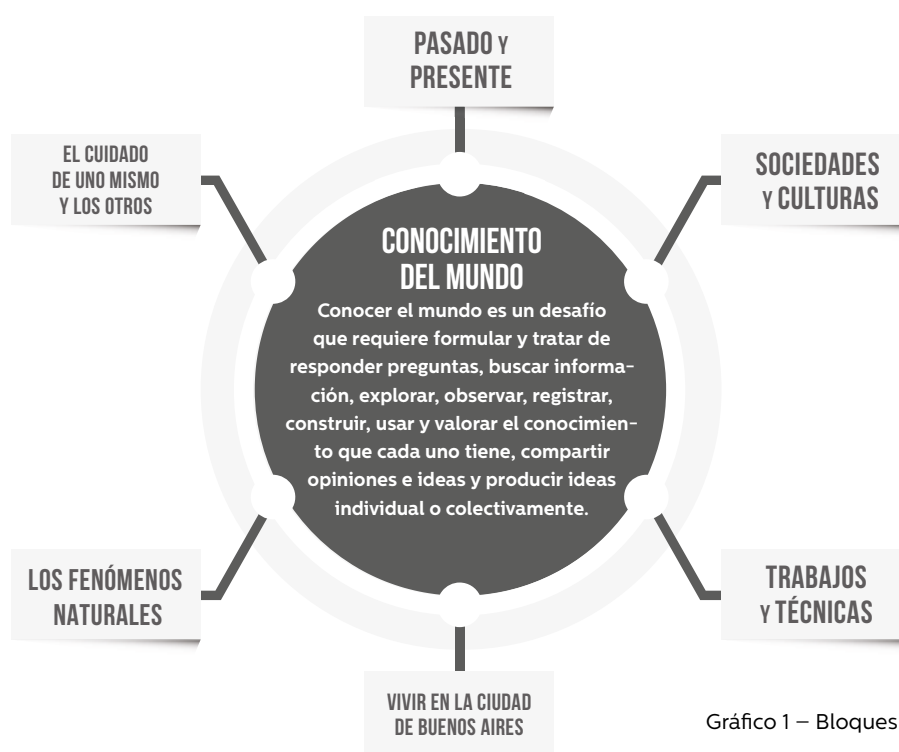 PASADO Y
PRESENTE
EL CUIDADO
DE UNO MISMO
Y LOS OTROS
SOCIEDADES
Y CULTURAS
CONOCIMIENTO
DEL MUNDO
Conocer el mundo es un desafío
que requiere formular y tratar de
responder preguntas, buscar informa-
ción, explorar, observar, registrar,
construir, usar y valorar el conocimien-
to que cada uno tiene, compartir
opiniones e ideas y producir ideas
individual o colectivamente.
LOS FENÓMENOS
NATURALES
TRABAJOS
Y TÉCNICAS
VIVIR EN LA CIUDAD
DE BUENOS AIRES
Gráfico 1 – Bloques